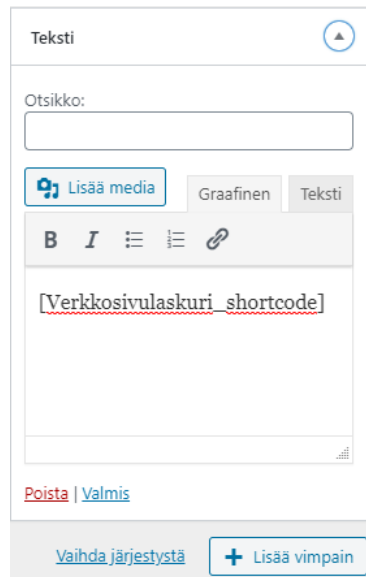 Teksti
Otsikko:
Lisää media
Graafinen Teksti
B I
[Verkkosivulaskuri_shortcode]
Poista | Valmis
Vaihda järjestystä + Lisää vimpain